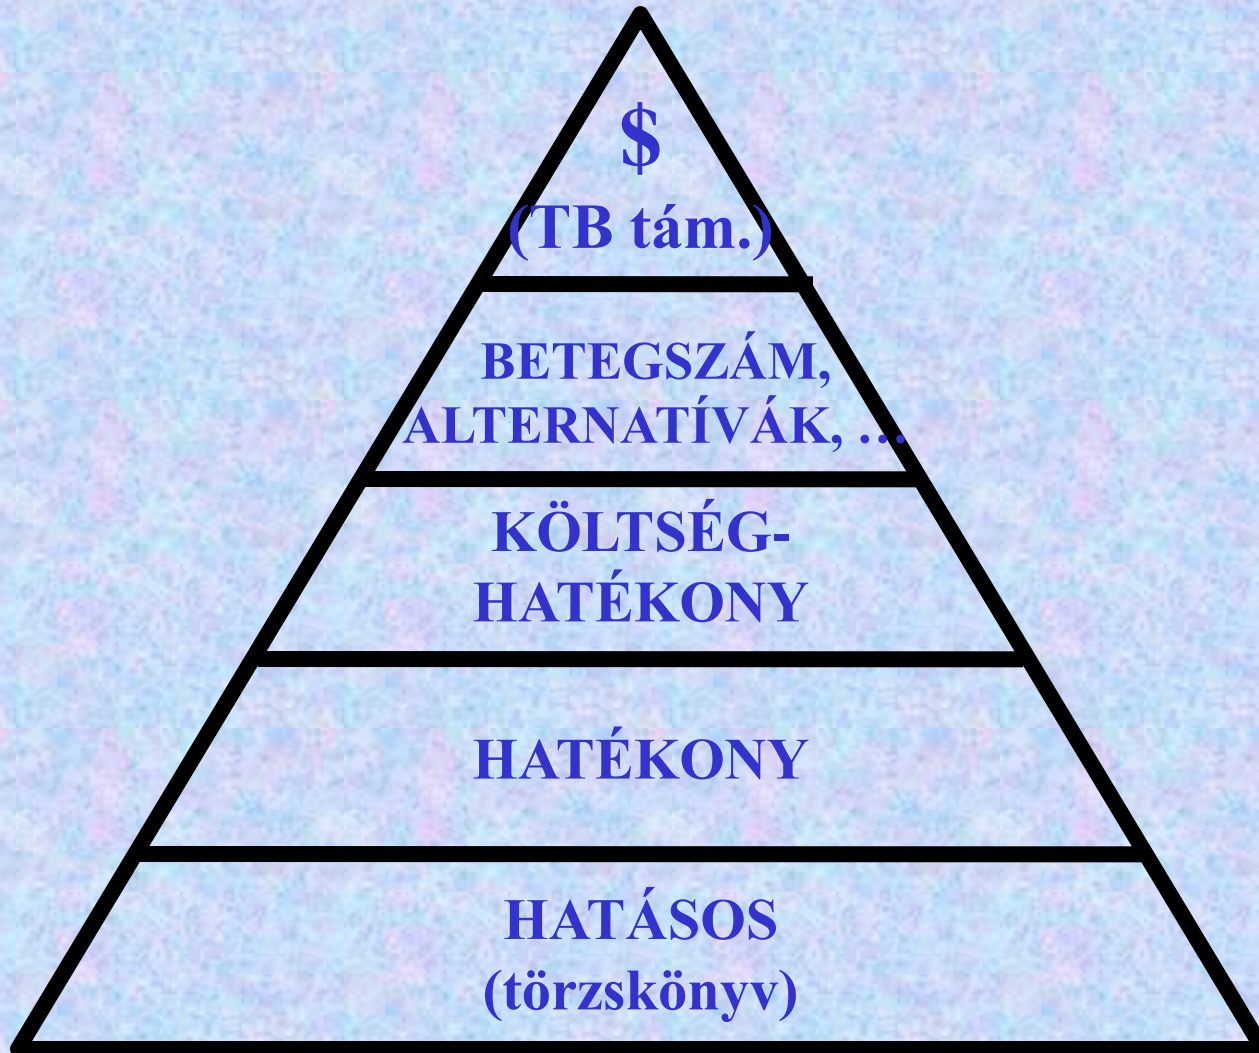 $
(TB tám.)
BETEGSZÁM,
ALTERNATÍVÁK, …
KÖLTSÉG-
HATÉKONY
HATÉKONY
HATÁSOS
(törzskönyv)